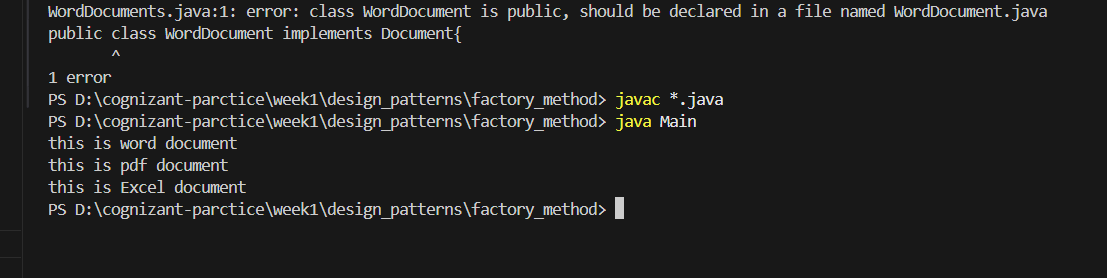 WordDocuments.java:1: error: class WordDocument is public, should be declared in a file named WordDocument.java
public class WordDocument implements Document{
       ^
1 error
PS D:\cognizant-parctice\week1\design_patterns\factory_method> javac *.java
PS D:\cognizant-parctice\week1\design_patterns\factory_method> java Main
this is word document
this is pdf document
this is Excel document
PS D:\cognizant-parctice\week1\design_patterns\factory_method>